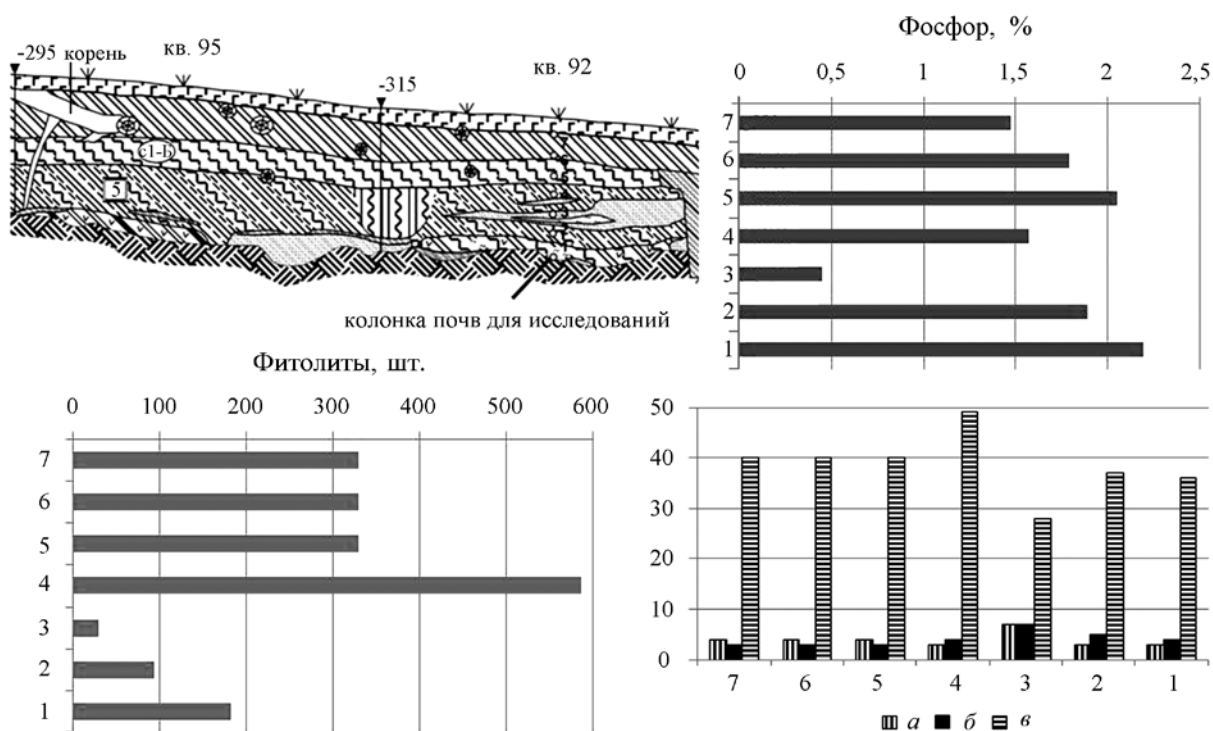 -295 корень
кв. 95
-315
кв. 92
с1-Б
5
колонка почв для исследований
Фосфор, %
0 0,5 1 1,5 2 2,5
7
6
5
4
3
2
1
Фитолиты, шт.
0 100 200 300 400 500 600
7
6
5
4
3
2
1
50
40
30
20
10
0
7 6 5 4 3 2 1
а б в